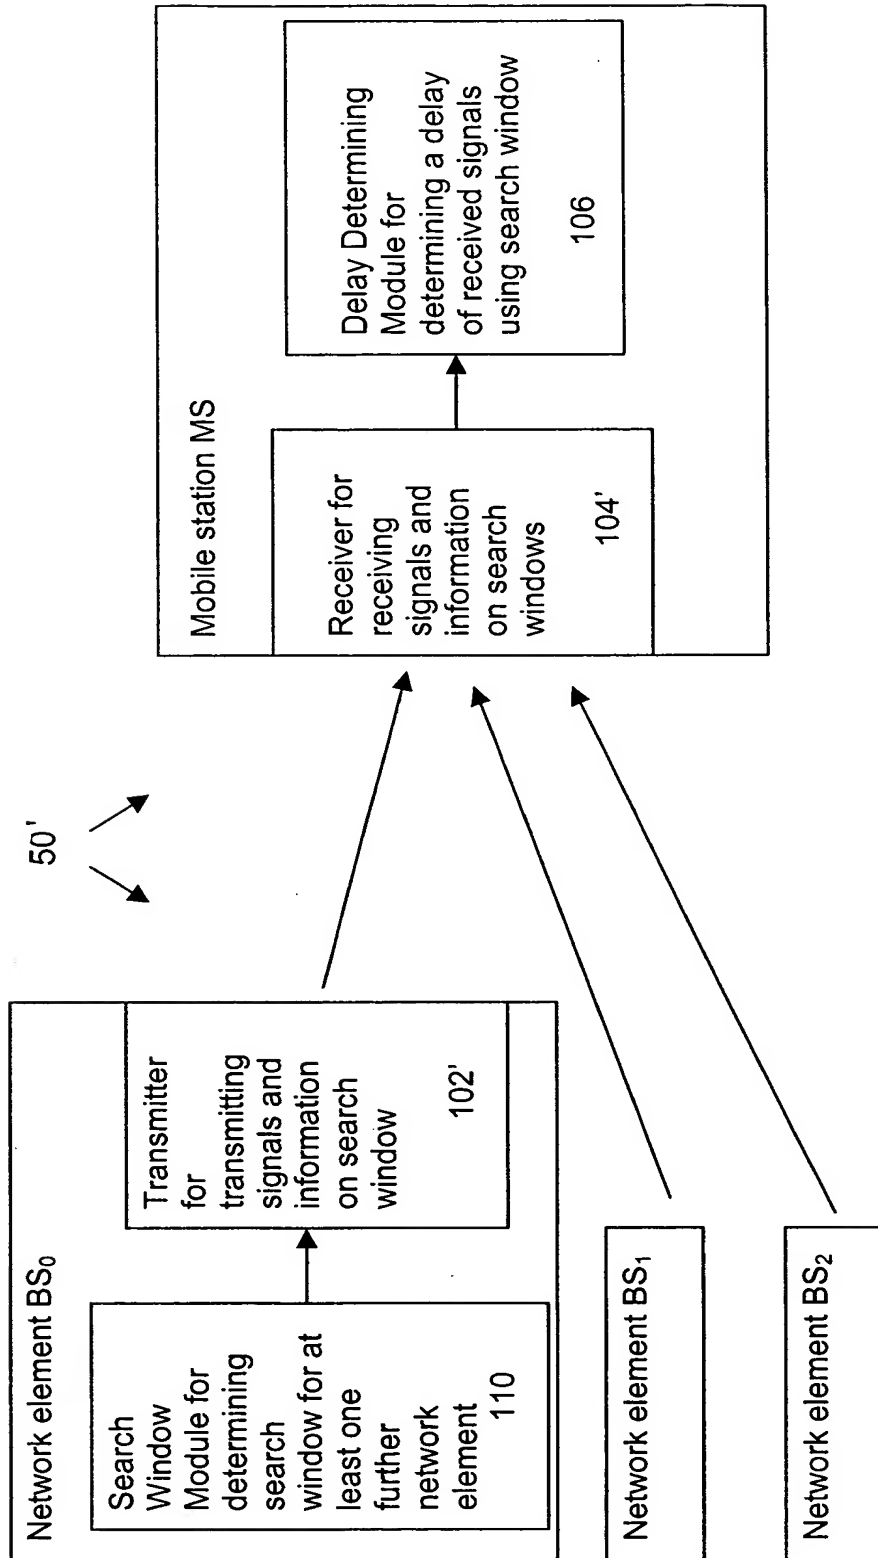 50'
Network element BS₀
Search
Window
Module for
determining
search
window for at
least one
further
network
element
110
Transmitter
for
transmitting
signals and
information
on search
window
102'
Network element BS₁
Network element BS₂
Mobile station MS
Receiver for
receiving
signals and
information
on search
windows
104'
Delay Determining
Module for
determining a delay
of received signals
using search window
106